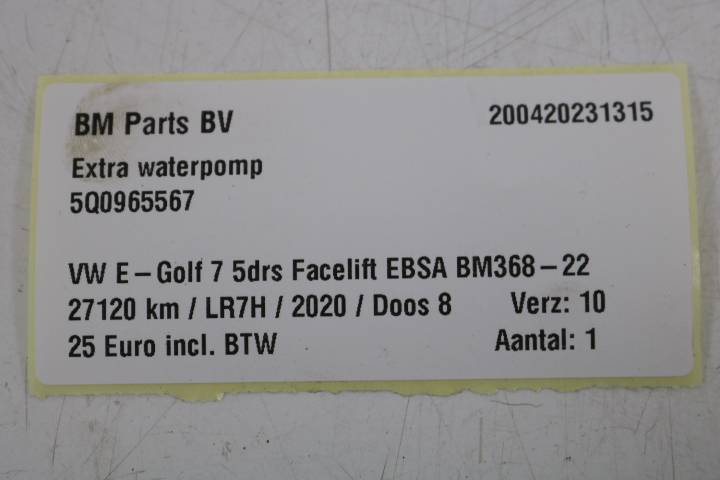 BM Parts BV 200420231315
Extra waterpomp
5Q0965567
VW E-Golf 7 5drs Facelift EBSA BM368-22
27120 km / LR7H / 2020 / Doos 8 Verz: 10
25 Euro incl. BTW Aantal: 1